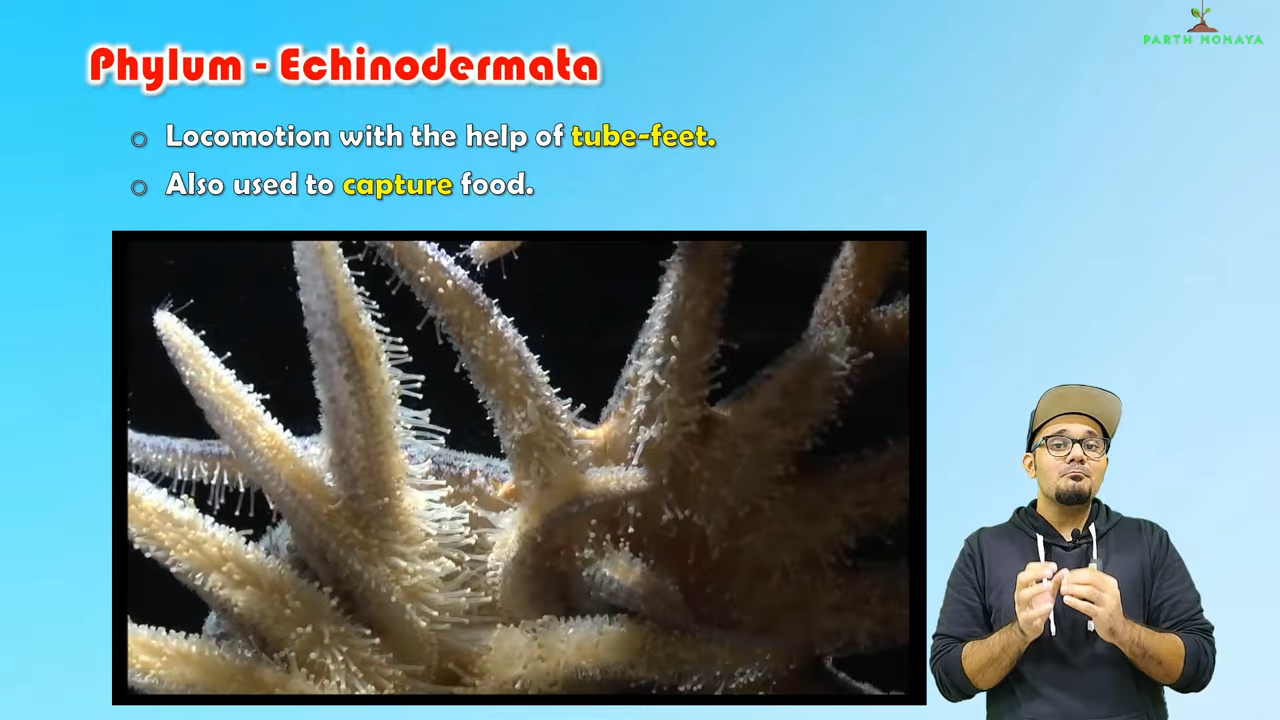 PARTH MOMAYA
Phylum - Echinodermata
Locomotion with the help of tube-feet.
Also used to capture food.